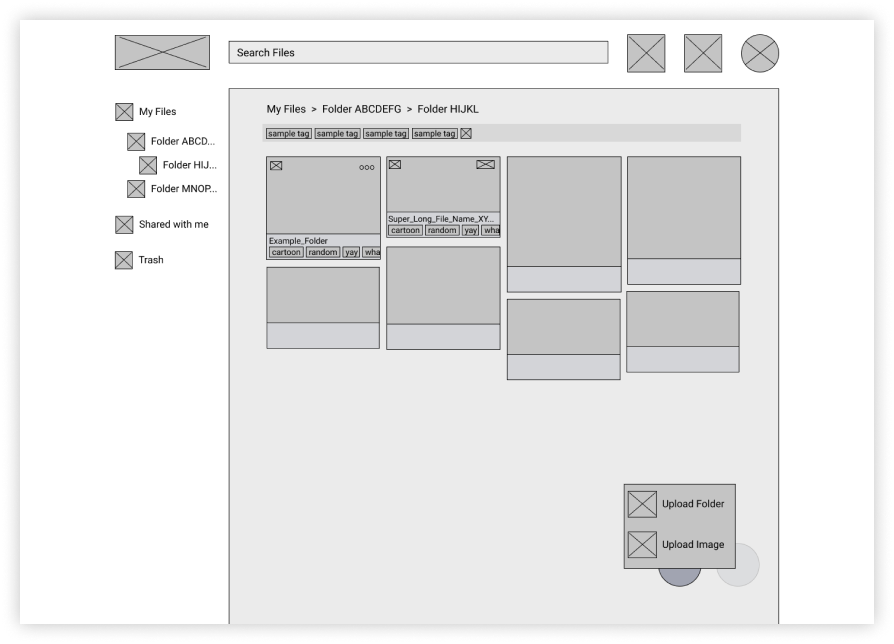 Search Files
My Files > Folder ABCDEFG > Folder HIJKL
sample tag sample tag sample tag sample tag
My Files
Folder ABCD...
Folder HIJ...
Folder MNOP...
Shared with me
Trash
Example_Folder
cartoon random yay wha
Super_Long_File_Name_XY...
cartoon random yay wha
Upload Folder
Upload Image